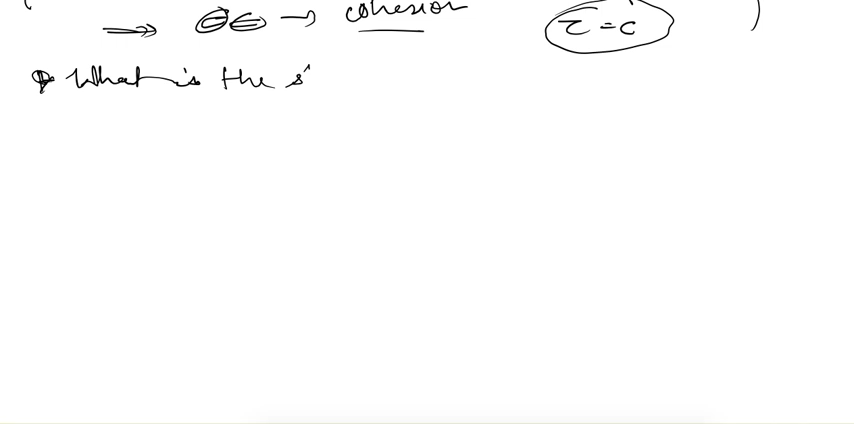 → cohesion τ = c )
What is the s